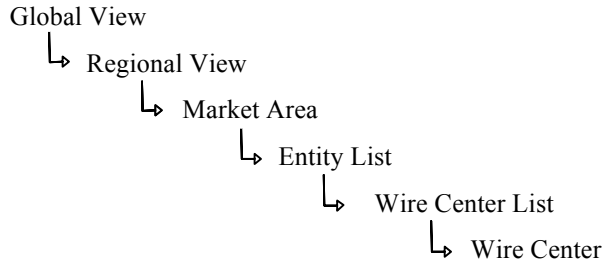 Global View
Regional View
Market Area
Entity List
Wire Center List
Wire Center